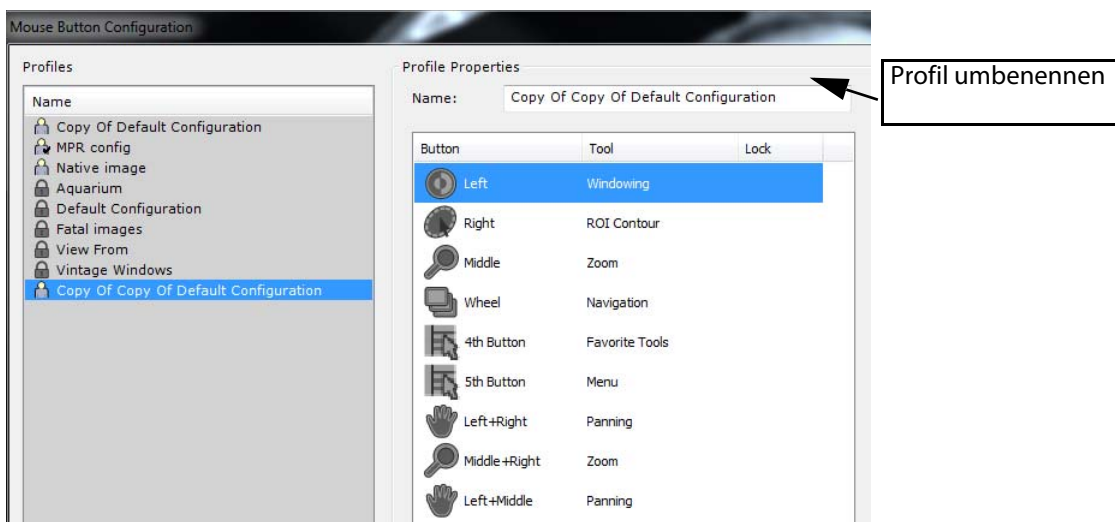 Mouse Button Configuration
Profiles
Name
Copy Of Default Configuration
MPR config
Native image
Aquarium
Default Configuration
Fatal images
View From
Vintage Windows
Copy Of Copy Of Default Configuration
Profile Properties
Name: Copy Of Copy Of Default Configuration
Button Tool Lock
Left Windowing
Right ROI Contour
Middle Zoom
Wheel Navigation
4th Button Favorite Tools
5th Button Menu
Left+Right Panning
Middle+Right Zoom
Left+Middle Panning
Profil umbenennen